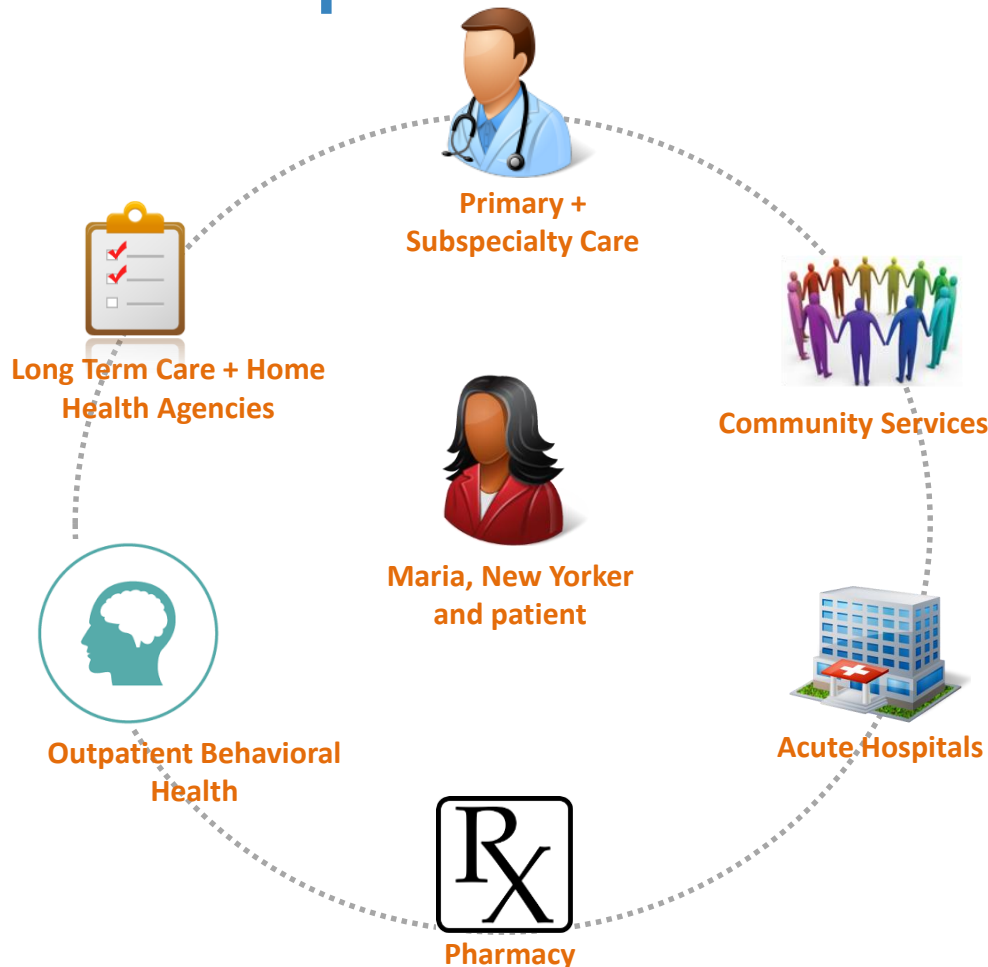 Primary +
Subspecialty Care
Long Term Care + Home
Health Agencies
Community Services
Maria, New Yorker
and patient
Outpatient Behavioral
Health
Acute Hospitals
RX
Pharmacy